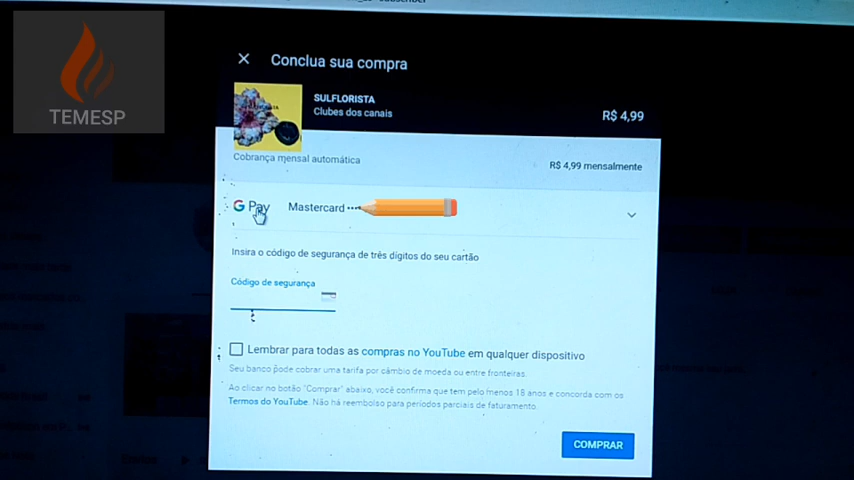 TEMESP
Conclua sua compra
SULFLORISTA
Clubes dos canais
R$ 4,99
Cobrança mensal automática
R$ 4,99 mensalmente
G Pay
Mastercard ••••
Insira o código de segurança de três dígitos do seu cartão
Código de segurança
Lembrar para todas as compras no YouTube em qualquer dispositivo
Seu banco pode cobrar uma tarifa por câmbio de moeda ou entre fronteiras.
Ao clicar no botão "Comprar" abaixo, você confirma que tem pelo menos 18 anos e concorda com os
Termos do YouTube. Não há reembolso para períodos parciais de faturamento.
COMPRAR